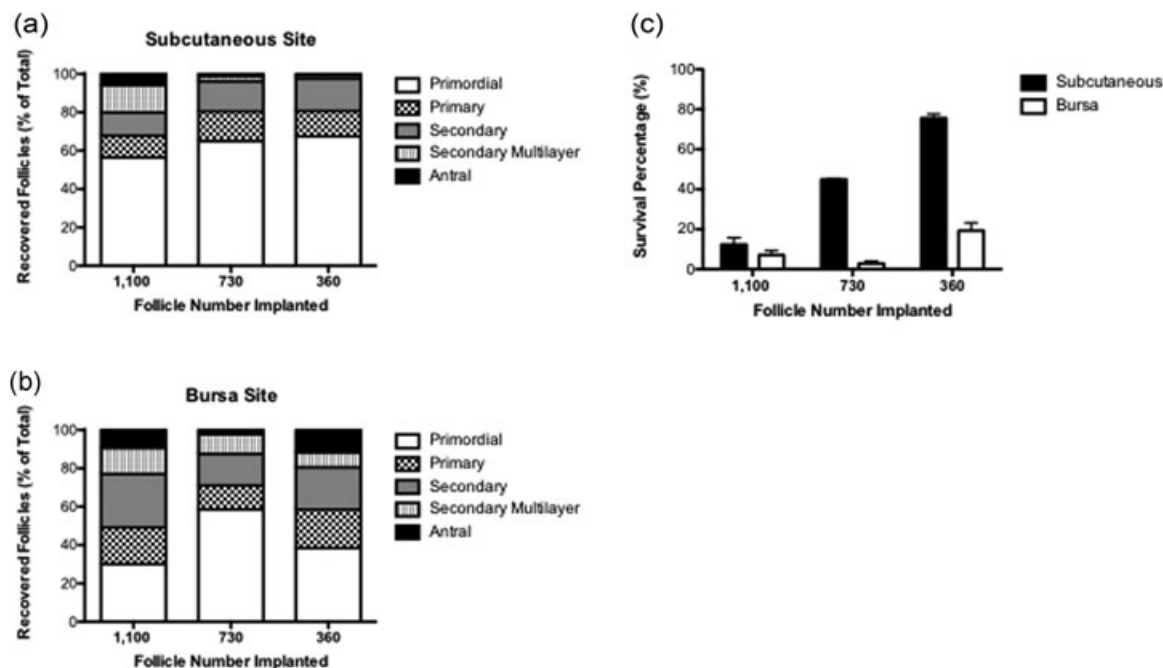 (a)
Subcutaneous Site
Recovered Follicles (% of Total)
100
80
60
40
20
0
1,100 730 360
Follicle Number Implanted
Primordial
Primary
Secondary
Secondary Multilayer
Antral
(c)
Survival Percentage (%)
100
80
60
40
20
0
1,100 730 360
Follicle Number Implanted
Subcutaneous
Bursa
(b)
Bursa Site
Recovered Follicles (% of Total)
100
80
60
40
20
0
1,100 730 360
Follicle Number Implanted
Primordial
Primary
Secondary
Secondary Multilayer
Antral